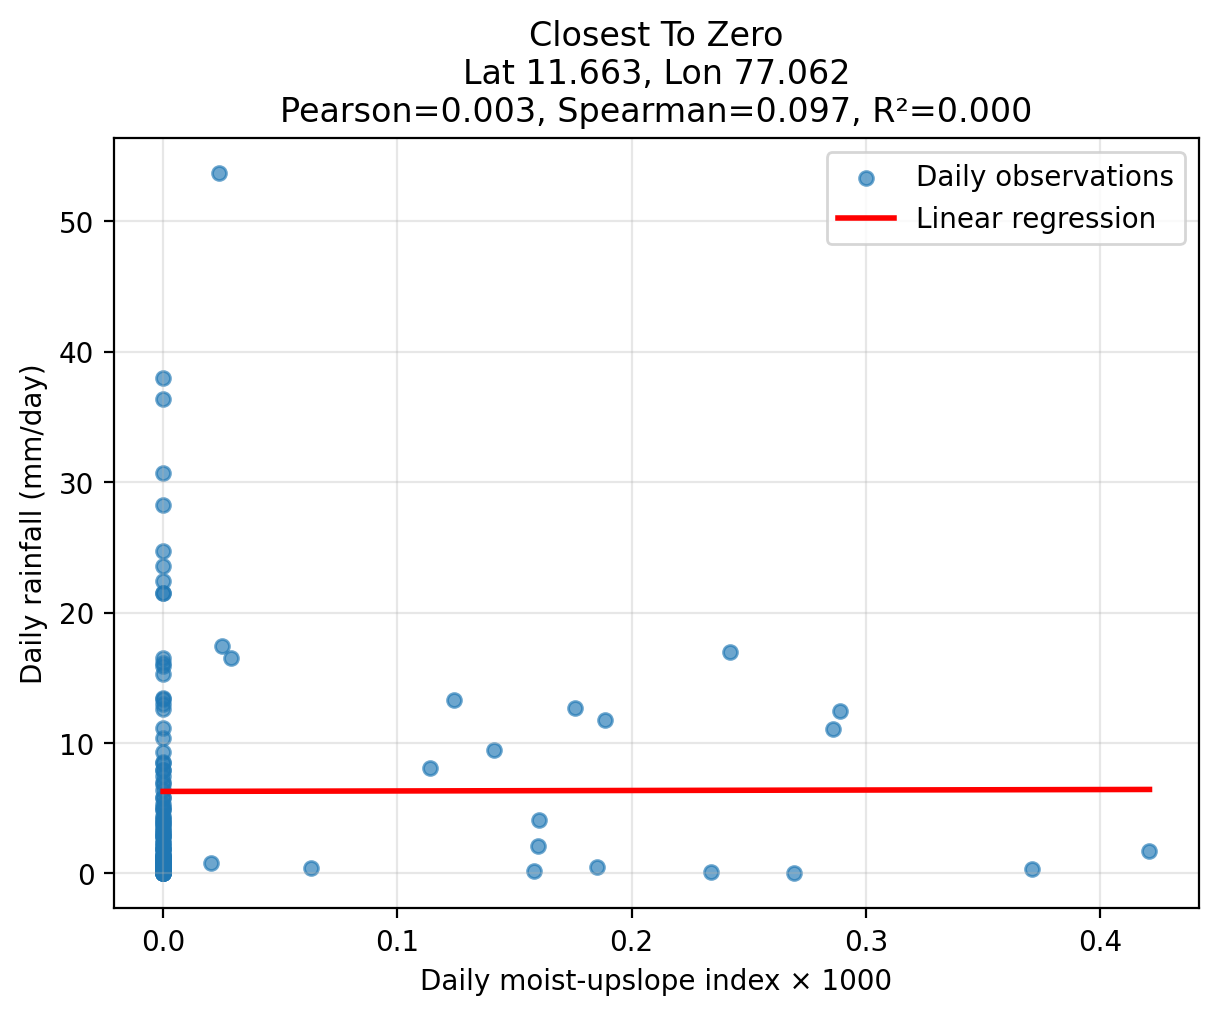 Closest To Zero
Lat 11.663, Lon 77.062
Pearson=0.003, Spearman=0.097, R²=0.000
Daily observations
Linear regression
Daily rainfall (mm/day)
50
40
30
20
10
0
0.0 0.1 0.2 0.3 0.4
Daily moist-upslope index × 1000